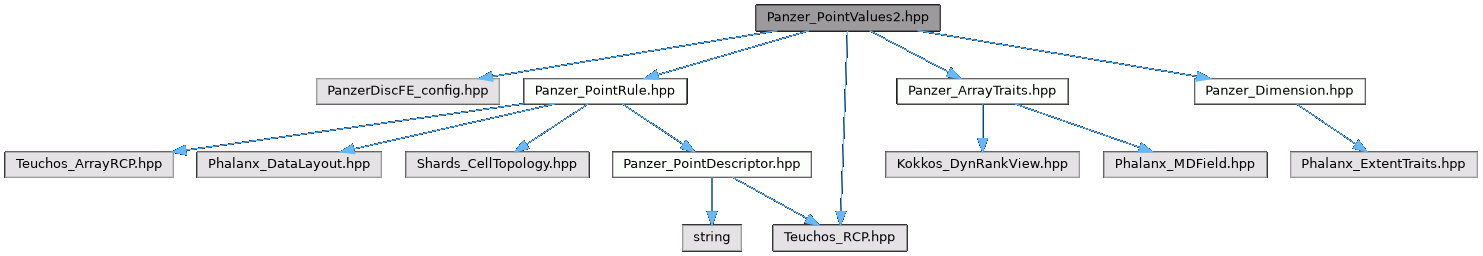 Panzer_PointValues2.hpp
PanzerDiscFE_config.hpp
Panzer_PointRule.hpp
Panzer_ArrayTraits.hpp
Panzer_Dimension.hpp
Teuchos_ArrayRCP.hpp
Phalanx_DataLayout.hpp
Shards_CellTopology.hpp
Panzer_PointDescriptor.hpp
Kokkos_DynRankView.hpp
Phalanx_MDField.hpp
Phalanx_ExtentTraits.hpp
string
Teuchos_RCP.hpp